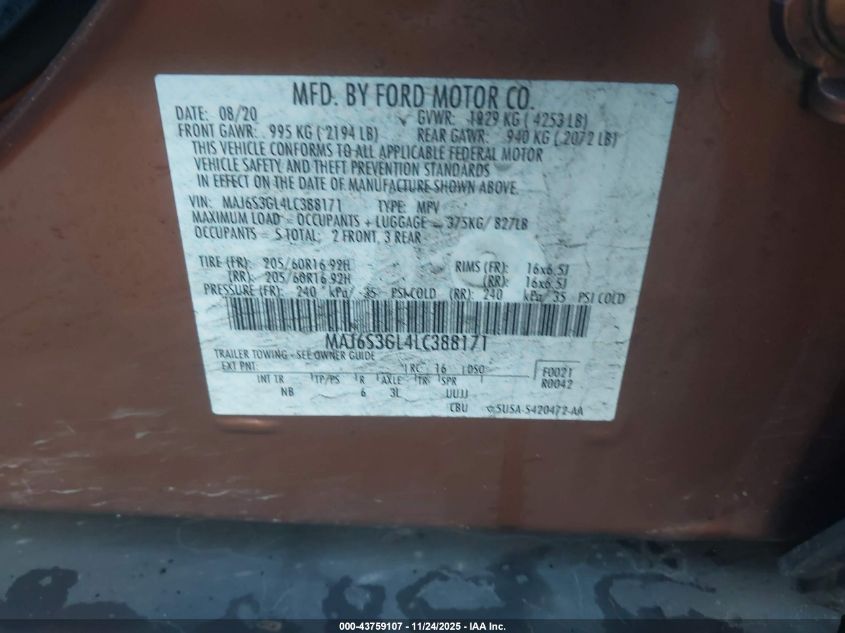 MFD. BY FORD MOTOR CO.
DATE: 08/20 GVWR: 1929 KG ( 4253 LB)
FRONT GAWR: 995 KG ( 2194 LB) REAR GAWR: 940 KG ( 2072 LB)
THIS VEHICLE CONFORMS TO ALL APPLICABLE FEDERAL MOTOR
VEHICLE SAFETY AND THEFT PREVENTION STANDARDS
IN EFFECT ON THE DATE OF MANUFACTURE SHOWN ABOVE.
VIN: MAJ6S3GL4LC388171 TYPE: MPV
MAXIMUM LOAD = OCCUPANTS + LUGGAGE = 375KG/ 827LB
OCCUPANTS = 5 TOTAL; 2 FRONT, 3 REAR
TIRE (FR): 205/60R16 92H RIMS (FR): 16x6.5J
(RR): 205/60R16 92H (RR): 16x6.5J
PRESSURE (FR): 240 kPa/ 35 PSI COLD (RR): 240 kPa/ 35 PSI COLD
MAJ6S3GL4LC388171
TRAILER TOWING - SEE OWNER GUIDE
EXT PNT: RC: 16 DSO: F0021
R0042
INT TR TP/PS R AXLE TR SPR
NB 6 3L UUJJ
CBU 5USA-5420472-AA
000-43759107 - 11/24/2025 - IAA Inc.